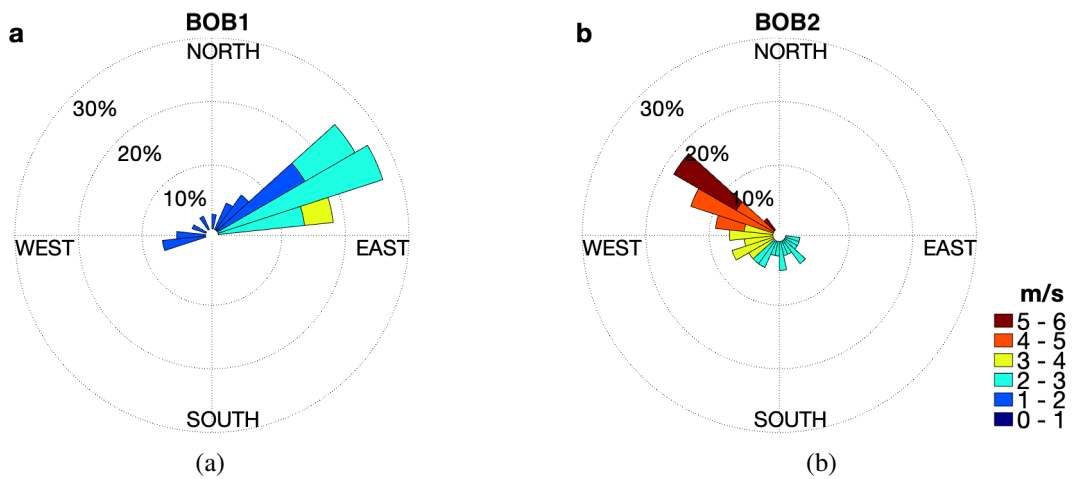 a
BOB1
NORTH
30%
20%
10%
WEST
EAST
SOUTH
(a)
b
BOB2
NORTH
30%
20%
10%
WEST
EAST
SOUTH
(b)
m/s
5 - 6
4 - 5
3 - 4
2 - 3
1 - 2
0 - 1